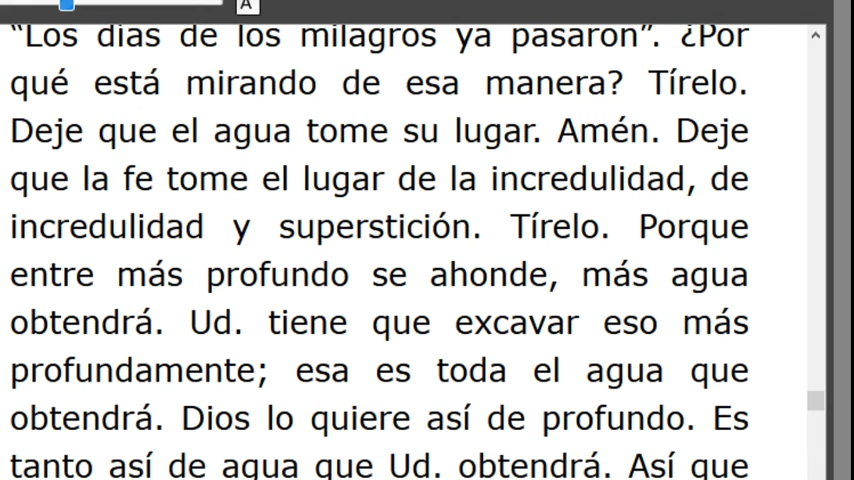 A
“Los días de los milagros ya pasaron”. ¿Por
qué está mirando de esa manera? Tírelo.
Deje que el agua tome su lugar. Amén. Deje
que la fe tome el lugar de la incredulidad, de
incredulidad y superstición. Tírelo. Porque
entre más profundo se ahonde, más agua
obtendrá. Ud. tiene que excavar eso más
profundamente; esa es toda el agua que
obtendrá. Dios lo quiere así de profundo. Es
tanto así de agua que Ud. obtendrá. Así que